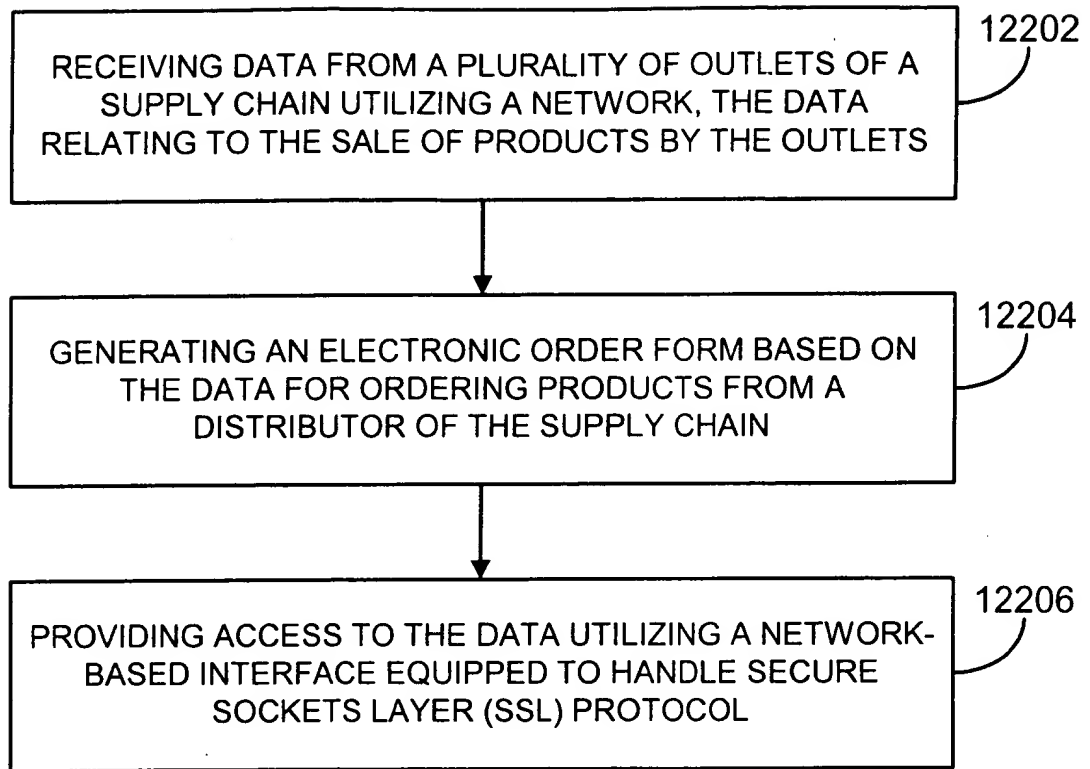 12202
RECEIVING DATA FROM A PLURALITY OF OUTLETS OF A
SUPPLY CHAIN UTILIZING A NETWORK, THE DATA
RELATING TO THE SALE OF PRODUCTS BY THE OUTLETS
12204
GENERATING AN ELECTRONIC ORDER FORM BASED ON
THE DATA FOR ORDERING PRODUCTS FROM A
DISTRIBUTOR OF THE SUPPLY CHAIN
12206
PROVIDING ACCESS TO THE DATA UTILIZING A NETWORK-
BASED INTERFACE EQUIPPED TO HANDLE SECURE
SOCKETS LAYER (SSL) PROTOCOL